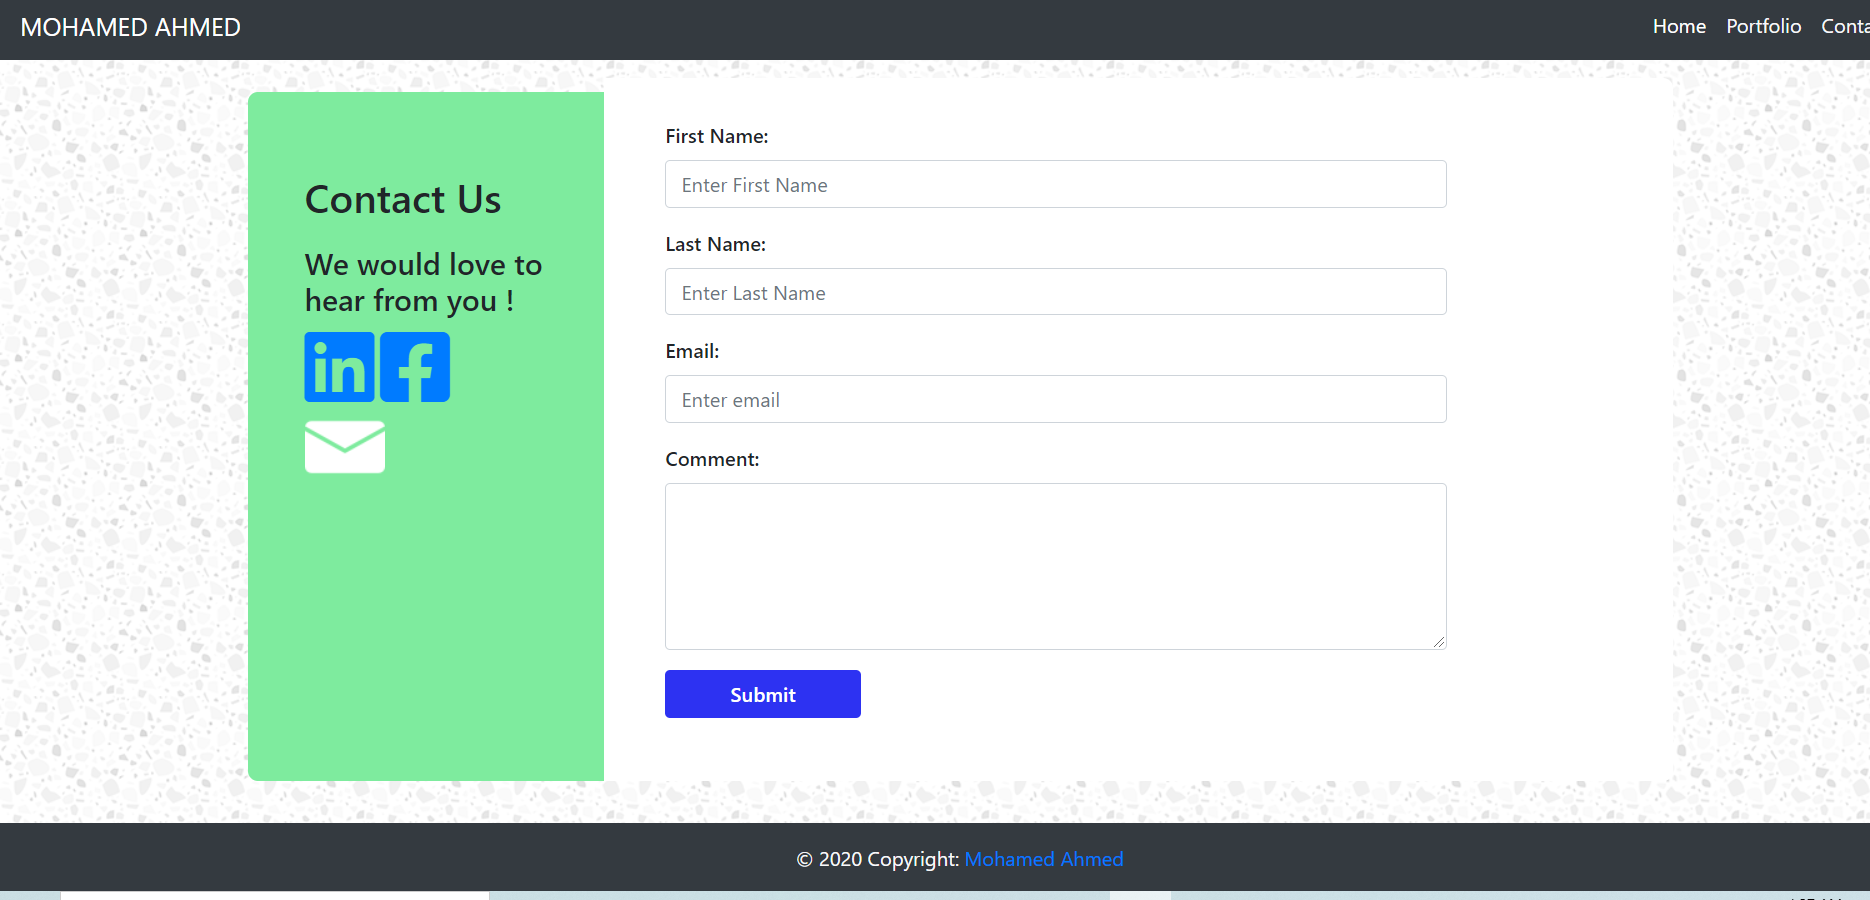 MOHAMED AHMED
Home Portfolio
Contact Us
We would love to
hear from you !
in f
First Name:
Enter First Name
Last Name:
Enter Last Name
Email:
Enter email
Comment:
Submit
© 2020 Copyright: Mohamed Ahmed